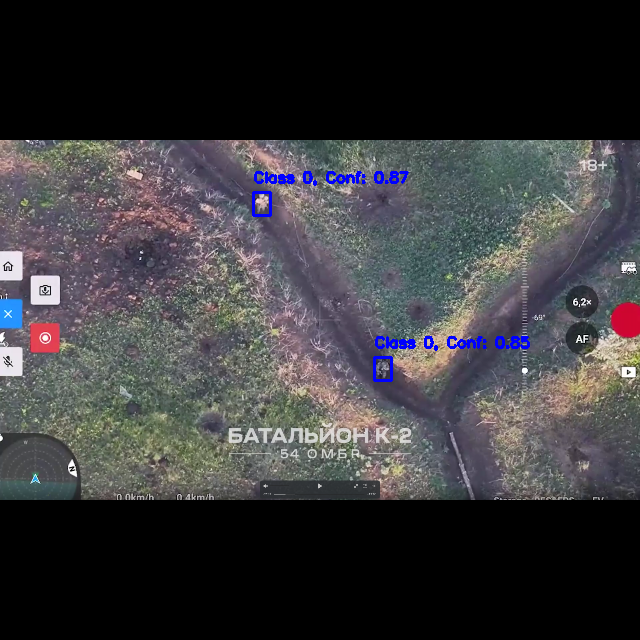 18+
Class 0, Conf: 0.87
6,2×
-69°
AF
Class 0, Conf: 0.85
БАТАЛЬЙОН К-2
54 ОМБР
N
0.0km/h 0.4km/h